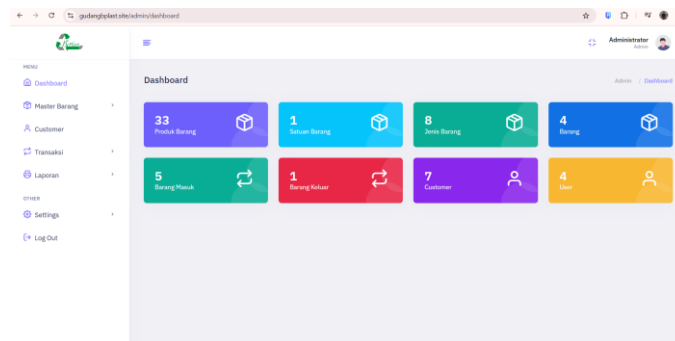 gudangbplast.site/admin/dashboard
Administrator
Admin
MENU
Dashboard
Master Barang
Customer
Transaksi
Laporan
OTHER
Settings
Log Out
Dashboard
Admin / Dashboard
33
Produk Barang
1
Satuan Barang
8
Jenis Barang
4
Barang
5
Barang Masuk
1
Barang Keluar
7
Customer
4
User